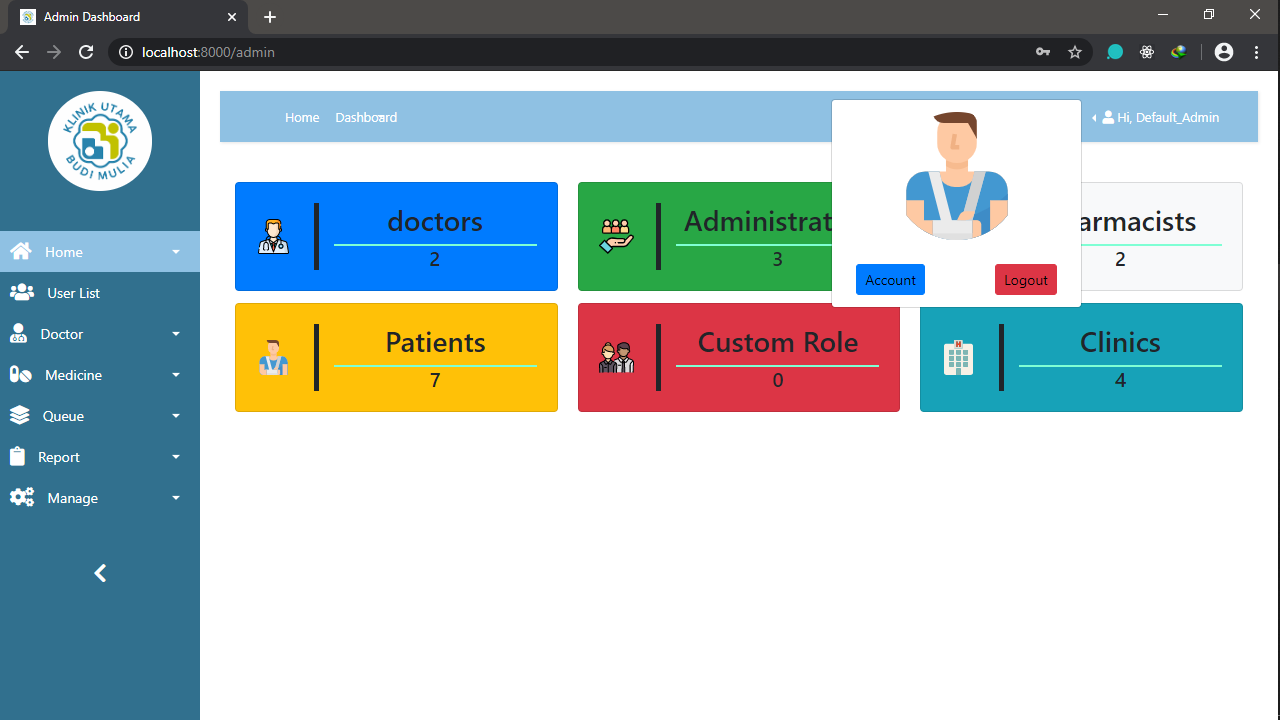 Admin Dashboard
localhost:8000/admin
KLINIK UTAMA
BUDI MULIA
Home
User List
Doctor
Medicine
Queue
Report
Manage
Home Dashboard
Hi, Default_Admin
Account Logout
doctors
2
Administrat
3
armacists
2
Patients
7
Custom Role
0
Clinics
4